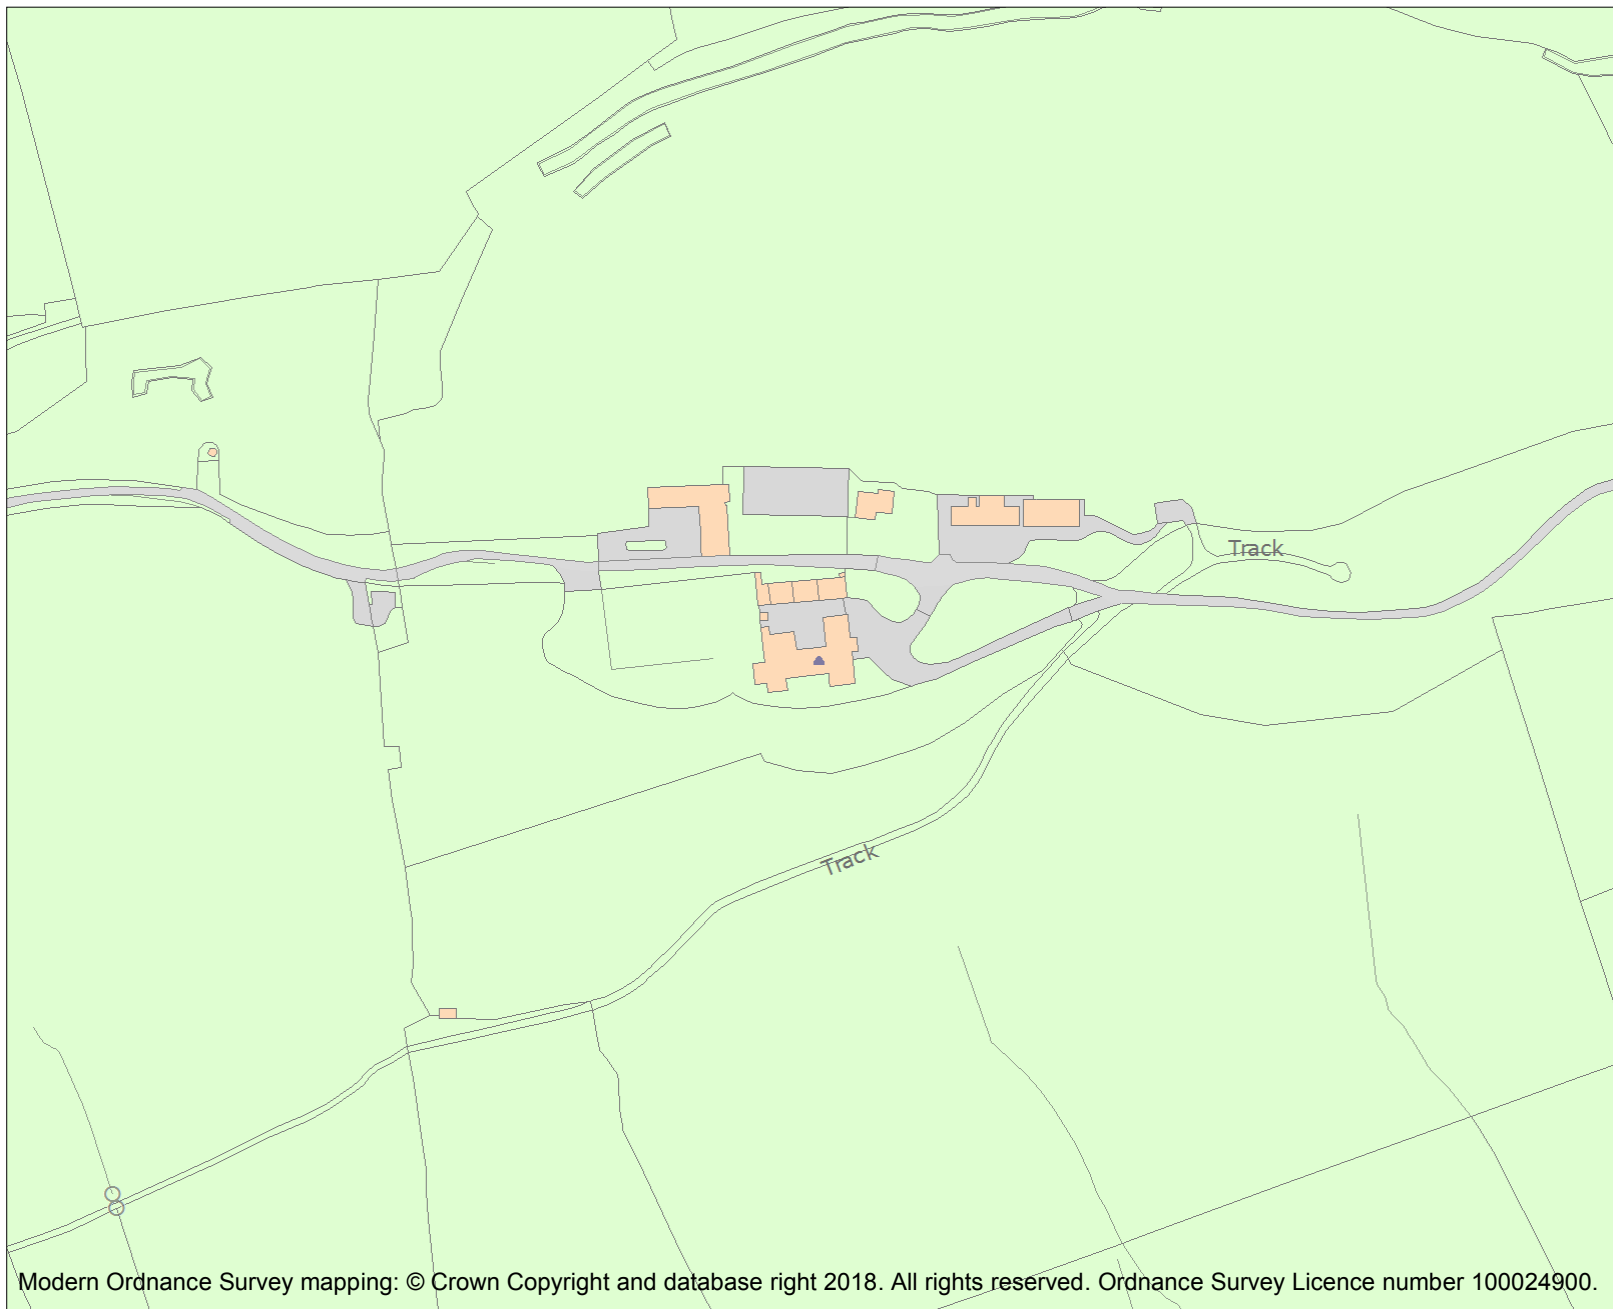 Track
Track
Modern Ordnance Survey mapping: © Crown Copyright and database right 2018. All rights reserved. Ordnance Survey Licence number 100024900.